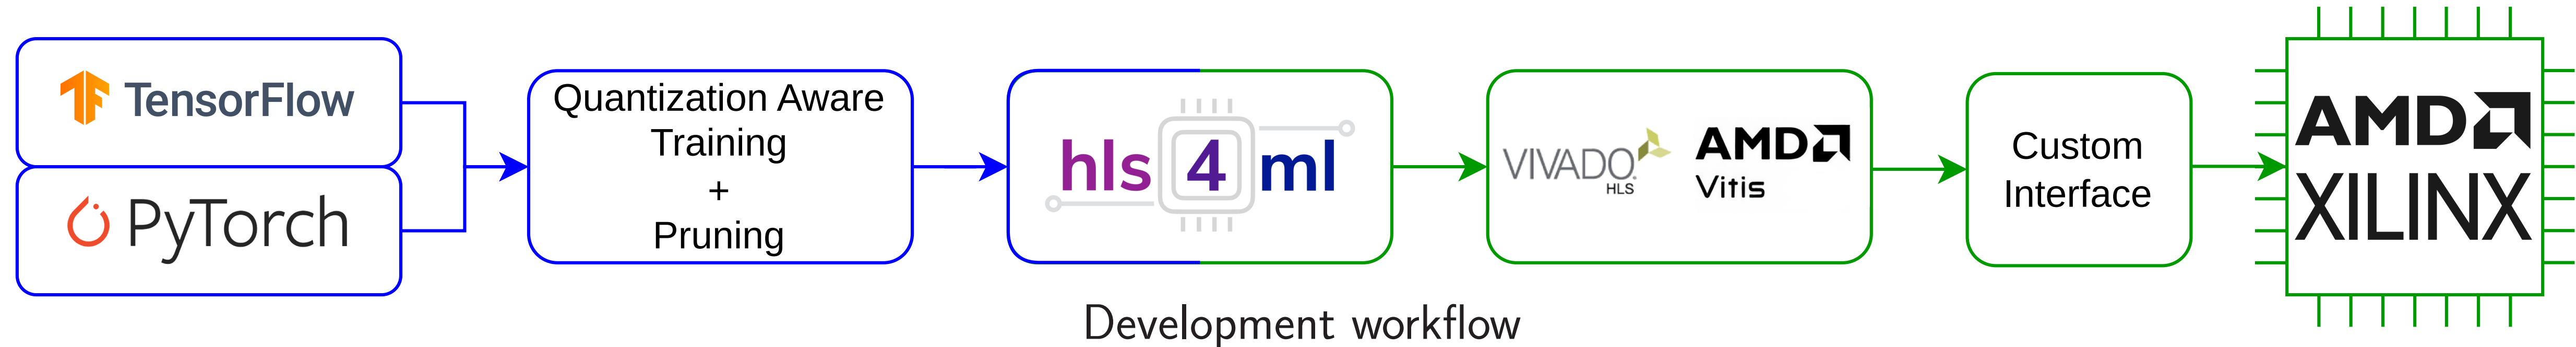 TensorFlow
PyTorch
Quantization Aware
Training
+
Pruning
hls 4 ml
VIVADO
HLS
AMD
Vitis
Custom
Interface
AMD
XILINX
Development workflow